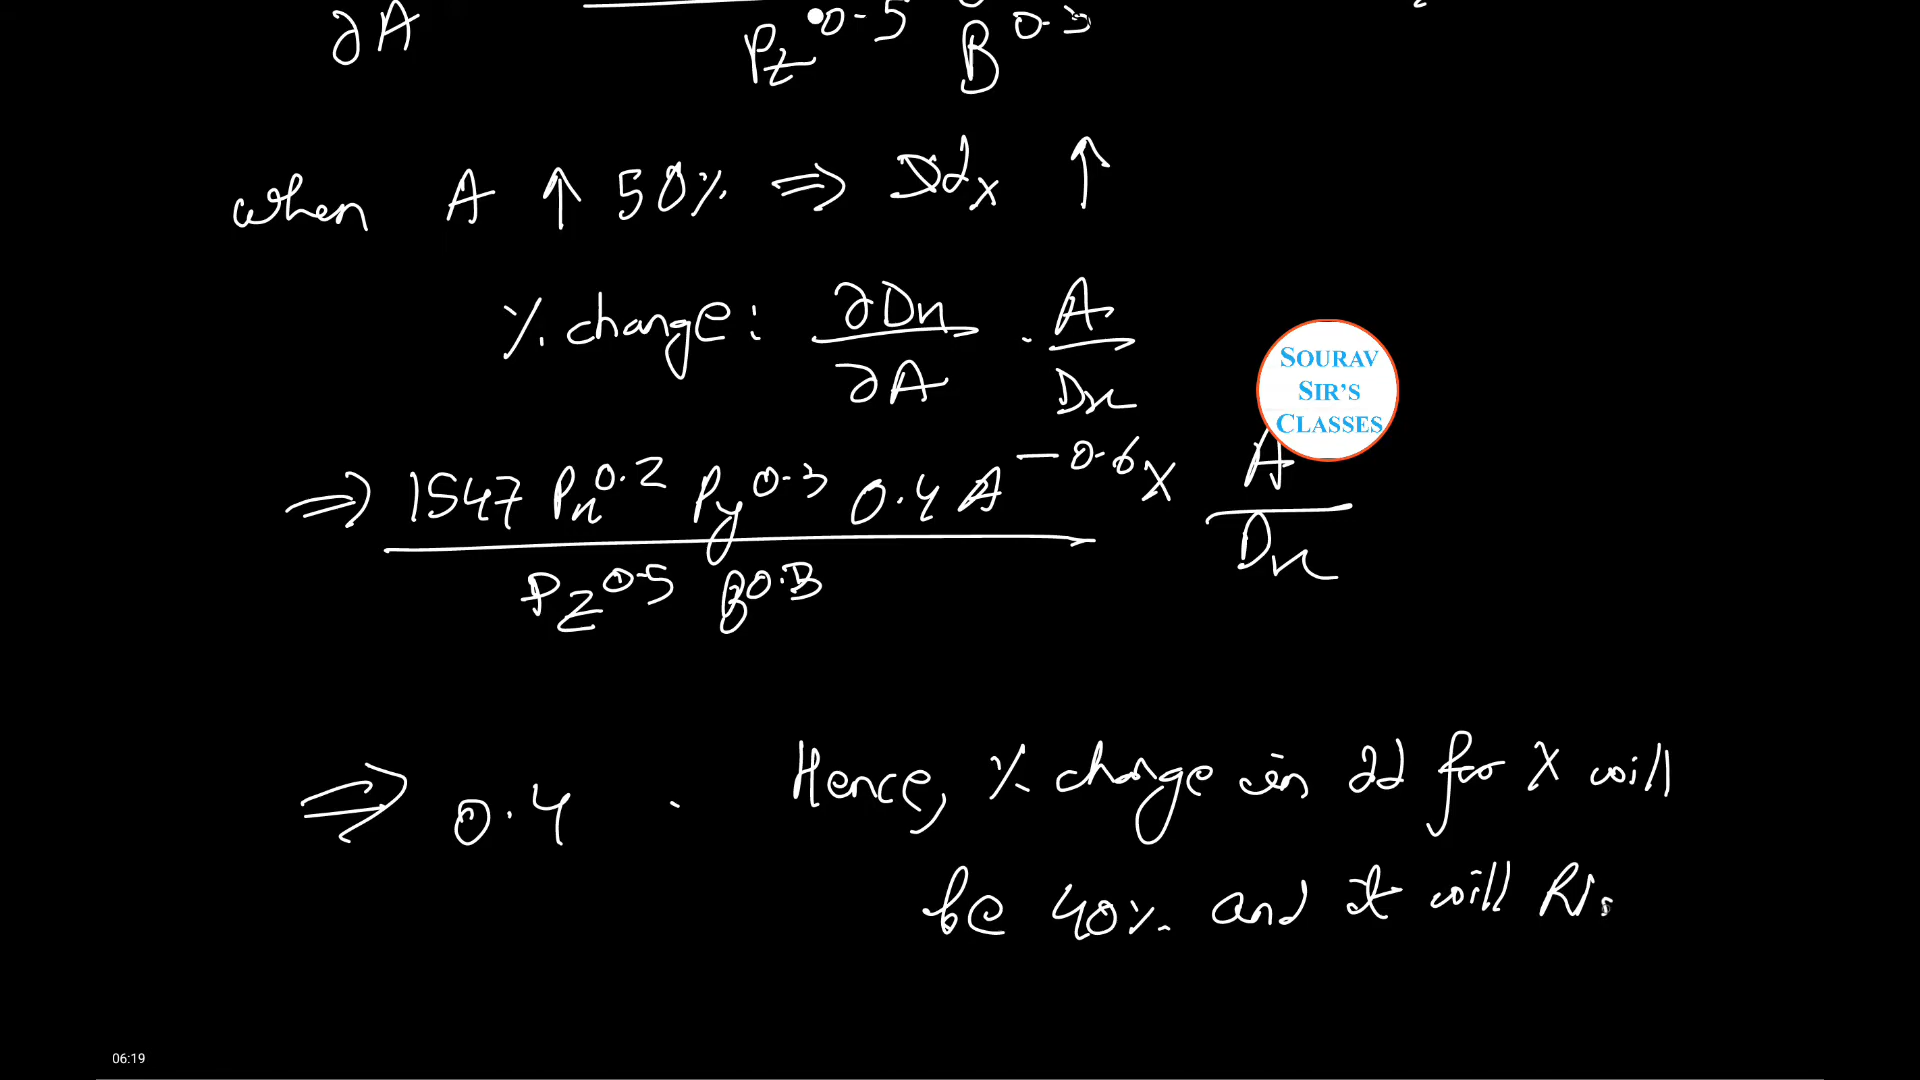 ∂A
Pz^0.5 B^0.3
when A ↑ 50% ⇒ Ddx ↑
% change: ∂Dx/∂A . A/Dx
SOURAV
SIR'S
CLASSES
⇒ 1547 Px^0.2 Py^0.3 0.4 A^-0.6 x A/Dx
Pz^0.5 B^0.3
⇒ 0.4 . Hence, % change in dd for X will
be 40% and it will Ris
06:19